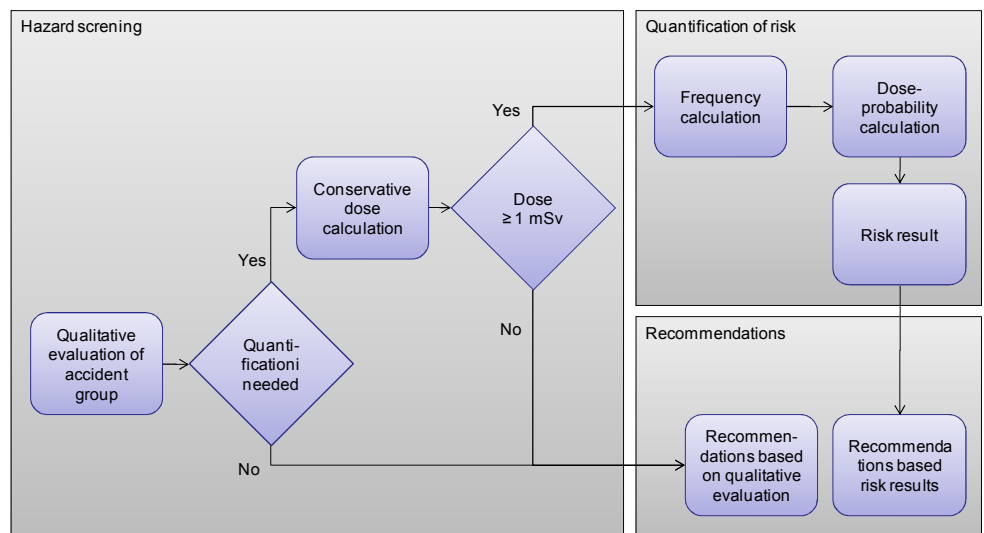 Hazard screning
Qualitative
evaluation of
accident
group
Quanti-
ficationi
needed
Yes
No
Conservative
dose
calculation
Dose
≥ 1 mSv
Yes
No
Quantification of risk
Frequency
calculation
Dose-
probability
calculation
Risk result
Recommendations
Recommen-
dations based
on qualitative
evaluation
Recommenda
tions based
risk results